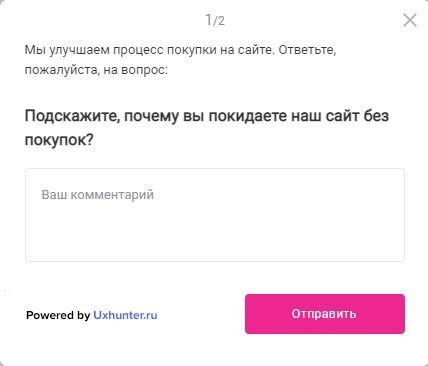 1/2
Мы улучшаем процесс покупки на сайте. Ответьте,
пожалуйста, на вопрос:
Подскажите, почему вы покидаете наш сайт без
покупок?
Ваш комментарий
Powered by Uxhunter.ru
Отправить